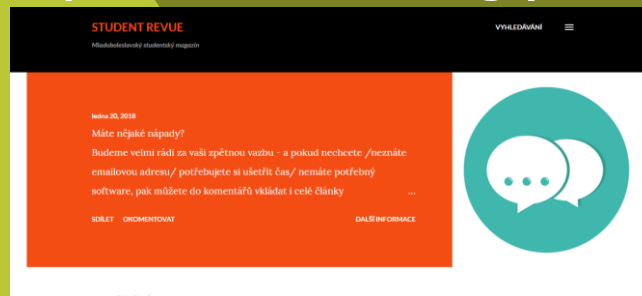 STUDENT REVUE
VYHLEDÁVÁNÍ
Mladoboleslavský studentský magazín
ledna 20, 2018
Máte nějaké nápady?
Budeme velmi rádi za vaši zpětnou vazbu - a pokud nechcete /neznáte
emailovou adresu/ potřebujete si ušetřit čas/ nemáte potřebný
software, pak můžete do komentářů vkládat i celé články ...
SDÍLET OKOMENTOVAT DALŠÍ INFORMACE